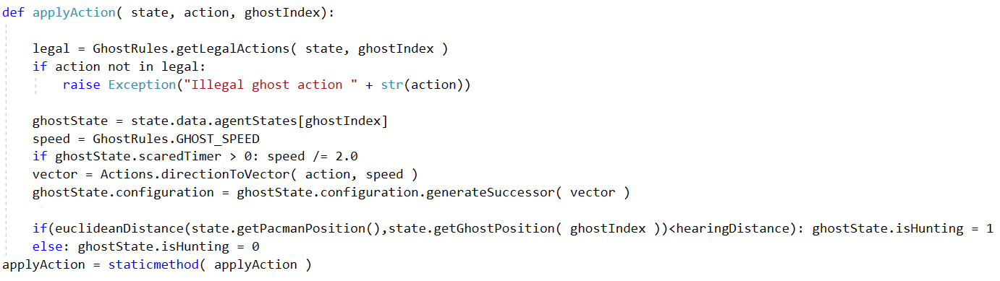 def applyAction( state, action, ghostIndex):

    legal = GhostRules.getLegalActions( state, ghostIndex )
    if action not in legal:
        raise Exception("Illegal ghost action " + str(action))

    ghostState = state.data.agentStates[ghostIndex]
    speed = GhostRules.GHOST_SPEED
    if ghostState.scaredTimer > 0: speed /= 2.0
    vector = Actions.directionToVector( action, speed )
    ghostState.configuration = ghostState.configuration.generateSuccessor( vector )

    if(euclideanDistance(state.getPacmanPosition(),state.getGhostPosition( ghostIndex ))<hearingDistance): ghostState.isHunting = 1
    else: ghostState.isHunting = 0
applyAction = staticmethod( applyAction )